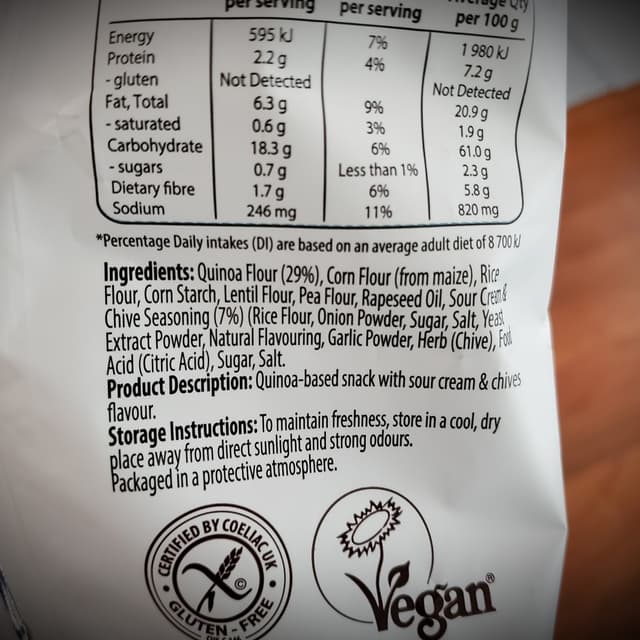 per serving per serving Average Qty per 100 g
Energy 595 kJ 7% 1 980 kJ
Protein 2.2 g 4% 7.2 g
- gluten Not Detected Not Detected
Fat, Total 6.3 g 9% 20.9 g
- saturated 0.6 g 3% 1.9 g
Carbohydrate 18.3 g 6% 61.0 g
- sugars 0.7 g Less than 1% 2.3 g
Dietary fibre 1.7 g 6% 5.8 g
Sodium 246 mg 11% 820 mg
*Percentage Daily intakes (DI) are based on an average adult diet of 8 700 kJ
Ingredients: Quinoa Flour (29%), Corn Flour (from maize), Rice
Flour, Corn Starch, Lentil Flour, Pea Flour, Rapeseed Oil, Sour Cream &
Chive Seasoning (7%) (Rice Flour, Onion Powder, Sugar, Salt, Yeast
Extract Powder, Natural Flavouring, Garlic Powder, Herb (Chive), Food
Acid (Citric Acid), Sugar, Salt.
Product Description: Quinoa-based snack with sour cream & chives
flavour.
Storage Instructions: To maintain freshness, store in a cool, dry
place away from direct sunlight and strong odours.
Packaged in a protective atmosphere.
CERTIFIED BY COELIAC UK
©
GLUTEN-FREE
Vegan®